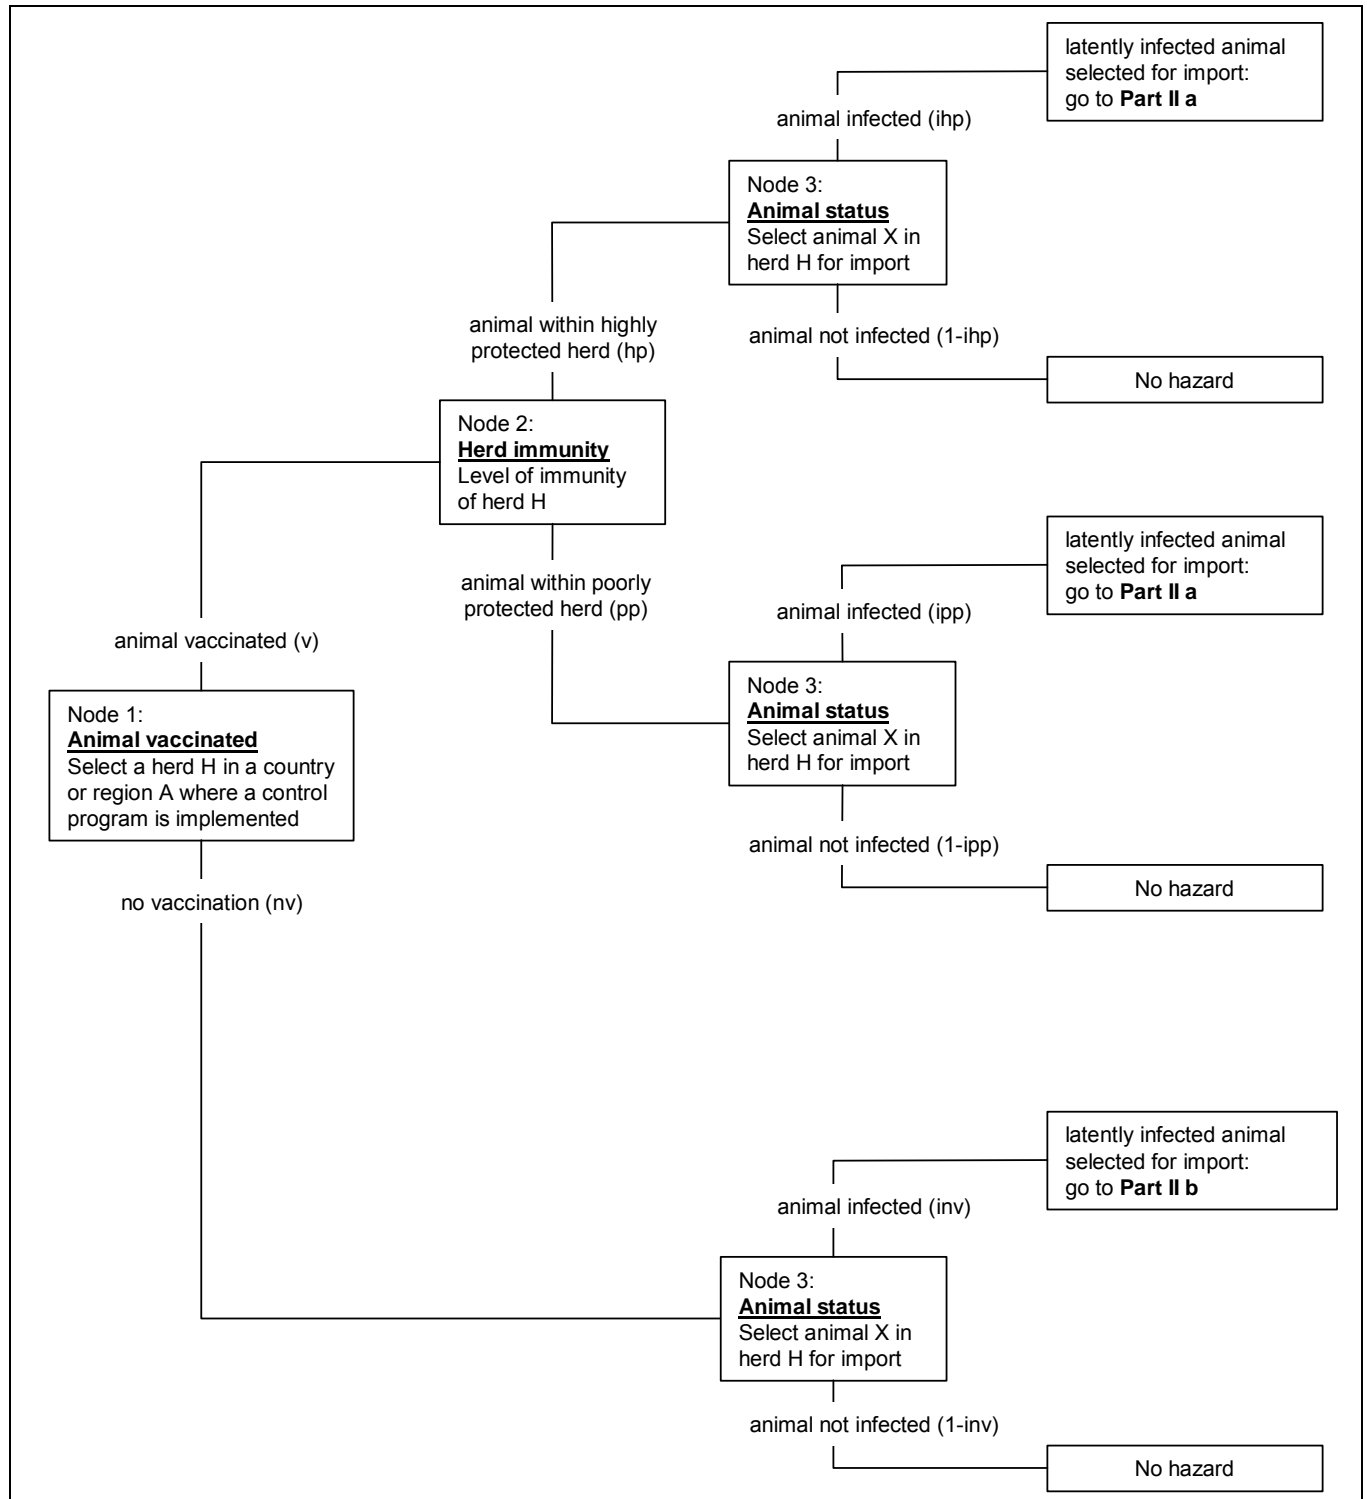 latently infected animal
selected for import:
go to Part II a
animal infected (ihp)
Node 3:
Animal status
Select animal X in
herd H for import
animal within highly
protected herd (hp)
animal not infected (1-ihp)
No hazard
Node 2:
Herd immunity
Level of immunity
of herd H
latently infected animal
selected for import:
go to Part II a
animal within poorly
protected herd (pp)
animal infected (ipp)
animal vaccinated (v)
Node 3:
Animal status
Select animal X in
herd H for import
Node 1:
Animal vaccinated
Select a herd H in a country
or region A where a control
program is implemented
animal not infected (1-ipp)
No hazard
no vaccination (nv)
latently infected animal
selected for import:
go to Part II b
animal infected (inv)
Node 3:
Animal status
Select animal X in
herd H for import
animal not infected (1-inv)
No hazard